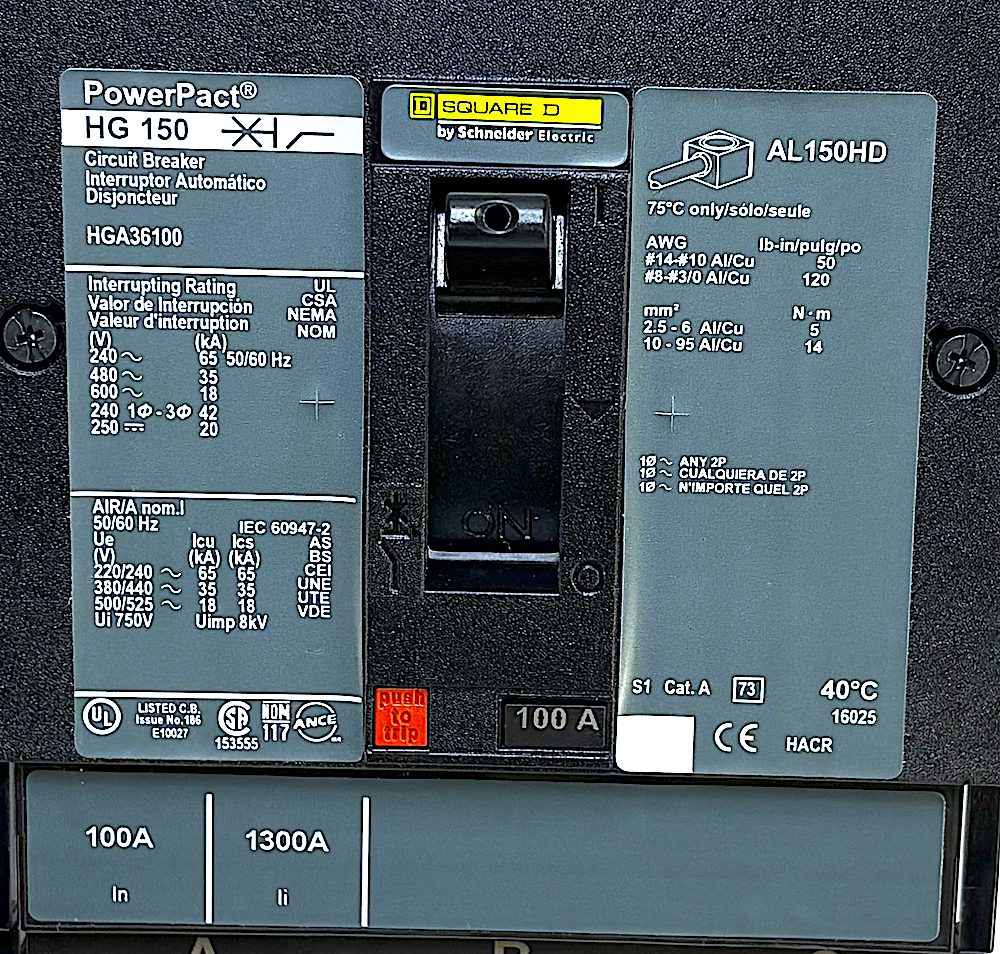 PowerPact®
HG 150
Circuit Breaker
Interruptor Automático
Disjoncteur
HGA36100
Interrupting Rating UL
Valor de Interrupción CSA
Valeur d'interruption NEMA
NOM
(V) (kA)
240 ~ 65 50/60 Hz
480 ~ 35
600 ~ 18
240 1Φ-3Φ 42
250 ⎓ 20
AIR/A nom.I
50/60 Hz IEC 60947-2
Ue Icu Ics AS
(V) (kA) (kA) BS
220/240 ~ 65 65 CEI
380/440 ~ 35 35 UNE
500/525 ~ 18 18 UTE
Ui 750V Uimp 8kV VDE
UL
LISTED C.B.
Issue No.186
E10027
SA
153555
NOM
117
ANCE
D SQUARE D
by Schneider Electric
I
ON
O
push
to
trip
100 A
AL150HD
75°C only/sólo/seule
AWG lb-in/pulg/po
#14-#10 Al/Cu 50
#8-#3/0 Al/Cu 120
mm² N·m
2.5 - 6 Al/Cu 5
10 - 95 Al/Cu 14
1Ø ~ ANY 2P
1Ø ~ CUALQUIERA DE 2P
1Ø ~ N'IMPORTE QUEL 2P
S1 Cat. A 73 40°C
16025
CE HACR
100A 1300A
In Ii
A B